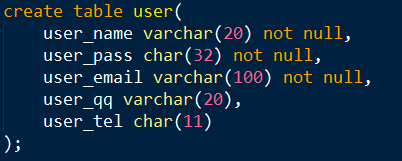 create table user(
user_name varchar(20) not null,
user_pass char(32) not null,
user_email varchar(100) not null,
user_qq varchar(20),
user_tel char(11)
);